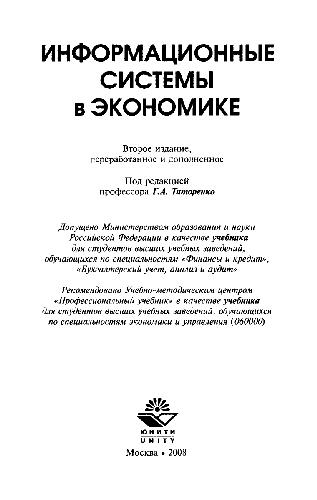 ИНФОРМАЦИОННЫЕ
СИСТЕМЫ
в ЭКОНОМИКЕ
Второе издание,
переработанное и дополненное
Под редакцией
профессора Г.А. Титоренко
Допущено Министерством образования и науки
Российской Федерации в качестве учебника
для студентов высших учебных заведений,
обучающихся по специальностям «Финансы и кредит»,
«Бухгалтерский учет, анализ и аудит»
Рекомендовано Учебно-методическим центром
«Профессиональный учебник» в качестве учебника
для студентов высших учебных заведений, обучающихся
по специальностям экономики и управления (060000)
ЮНИТИ
UNITY
Москва • 2008